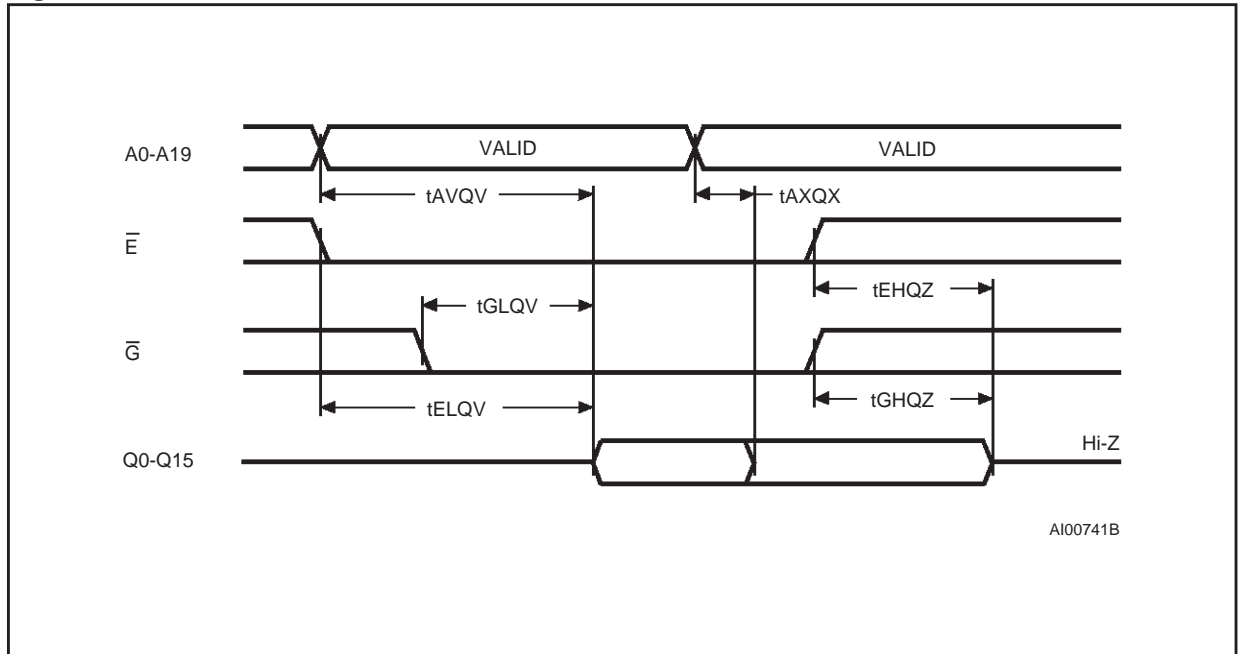 A0-A19
VALID
VALID
tAVQV
tAXQX
E̅
tEHQZ
tGLQV
G̅
tGHQZ
tELQV
Hi-Z
Q0-Q15
AI00741B